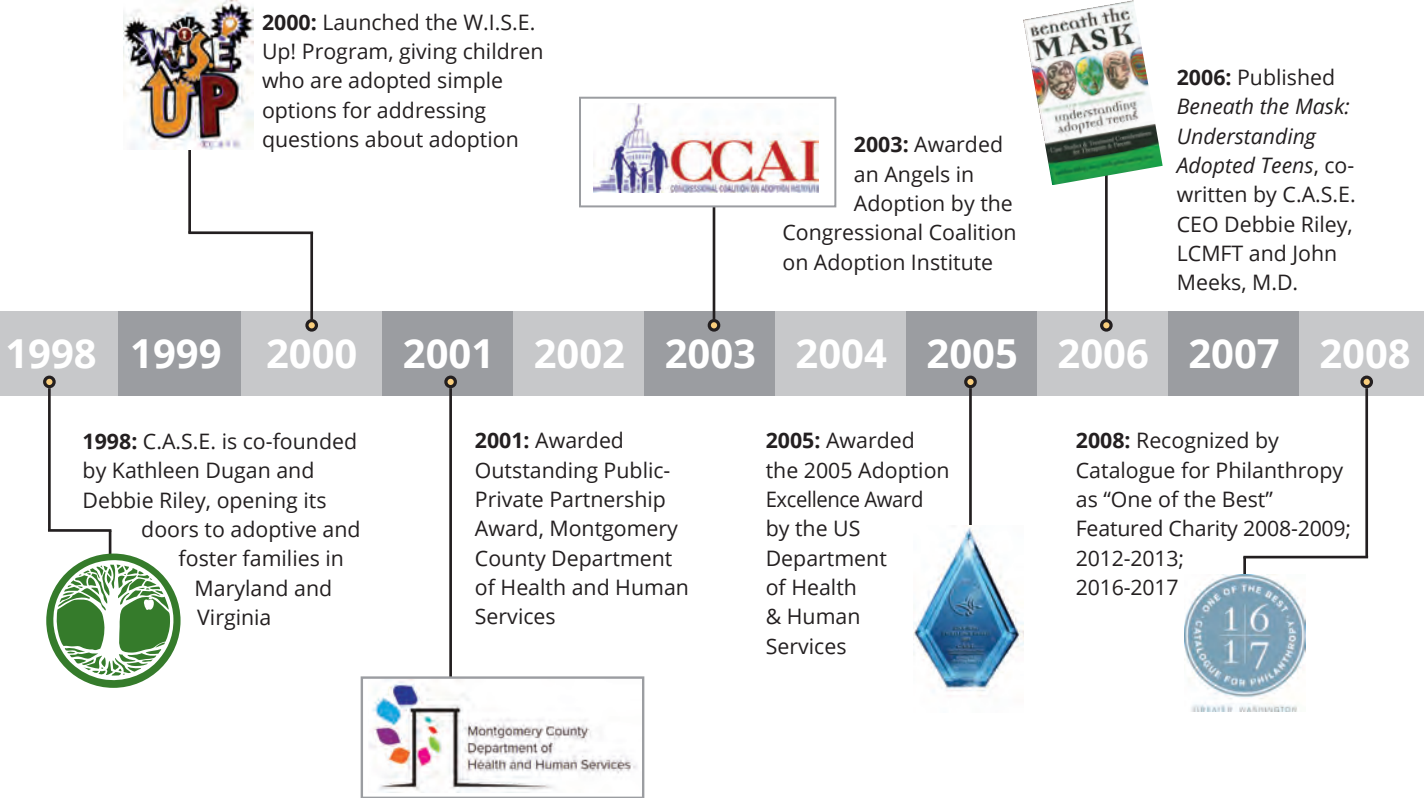 W.I.S.E.
UP
2000: Launched the W.I.S.E.
Up! Program, giving children
who are adopted simple
options for addressing
questions about adoption
CCAI
CONGRESSIONAL COALITION ON ADOPTION INSTITUTE
2003: Awarded
an Angels in
Adoption by the
Congressional Coalition
on Adoption Institute
Beneath the
MASK
understanding
adopted teens
2006: Published
Beneath the Mask:
Understanding
Adopted Teens, co-
written by C.A.S.E.
CEO Debbie Riley,
LCMFT and John
Meeks, M.D.
1998 1999 2000 2001 2002 2003 2004 2005 2006 2007 2008
1998: C.A.S.E. is co-founded
by Kathleen Dugan and
Debbie Riley, opening its
doors to adoptive and
foster families in
Maryland and
Virginia
2001: Awarded
Outstanding Public-
Private Partnership
Award, Montgomery
County Department
of Health and Human
Services
Montgomery County
Department of
Health and Human Services
2005: Awarded
the 2005 Adoption
Excellence Award
by the US
Department
of Health
& Human
Services
2008: Recognized by
Catalogue for Philanthropy
as “One of the Best”
Featured Charity 2008-2009;
2012-2013;
2016-2017
ONE OF THE BEST
16
17
CATALOGUE FOR PHILANTHROPY
GREATER WASHINGTON